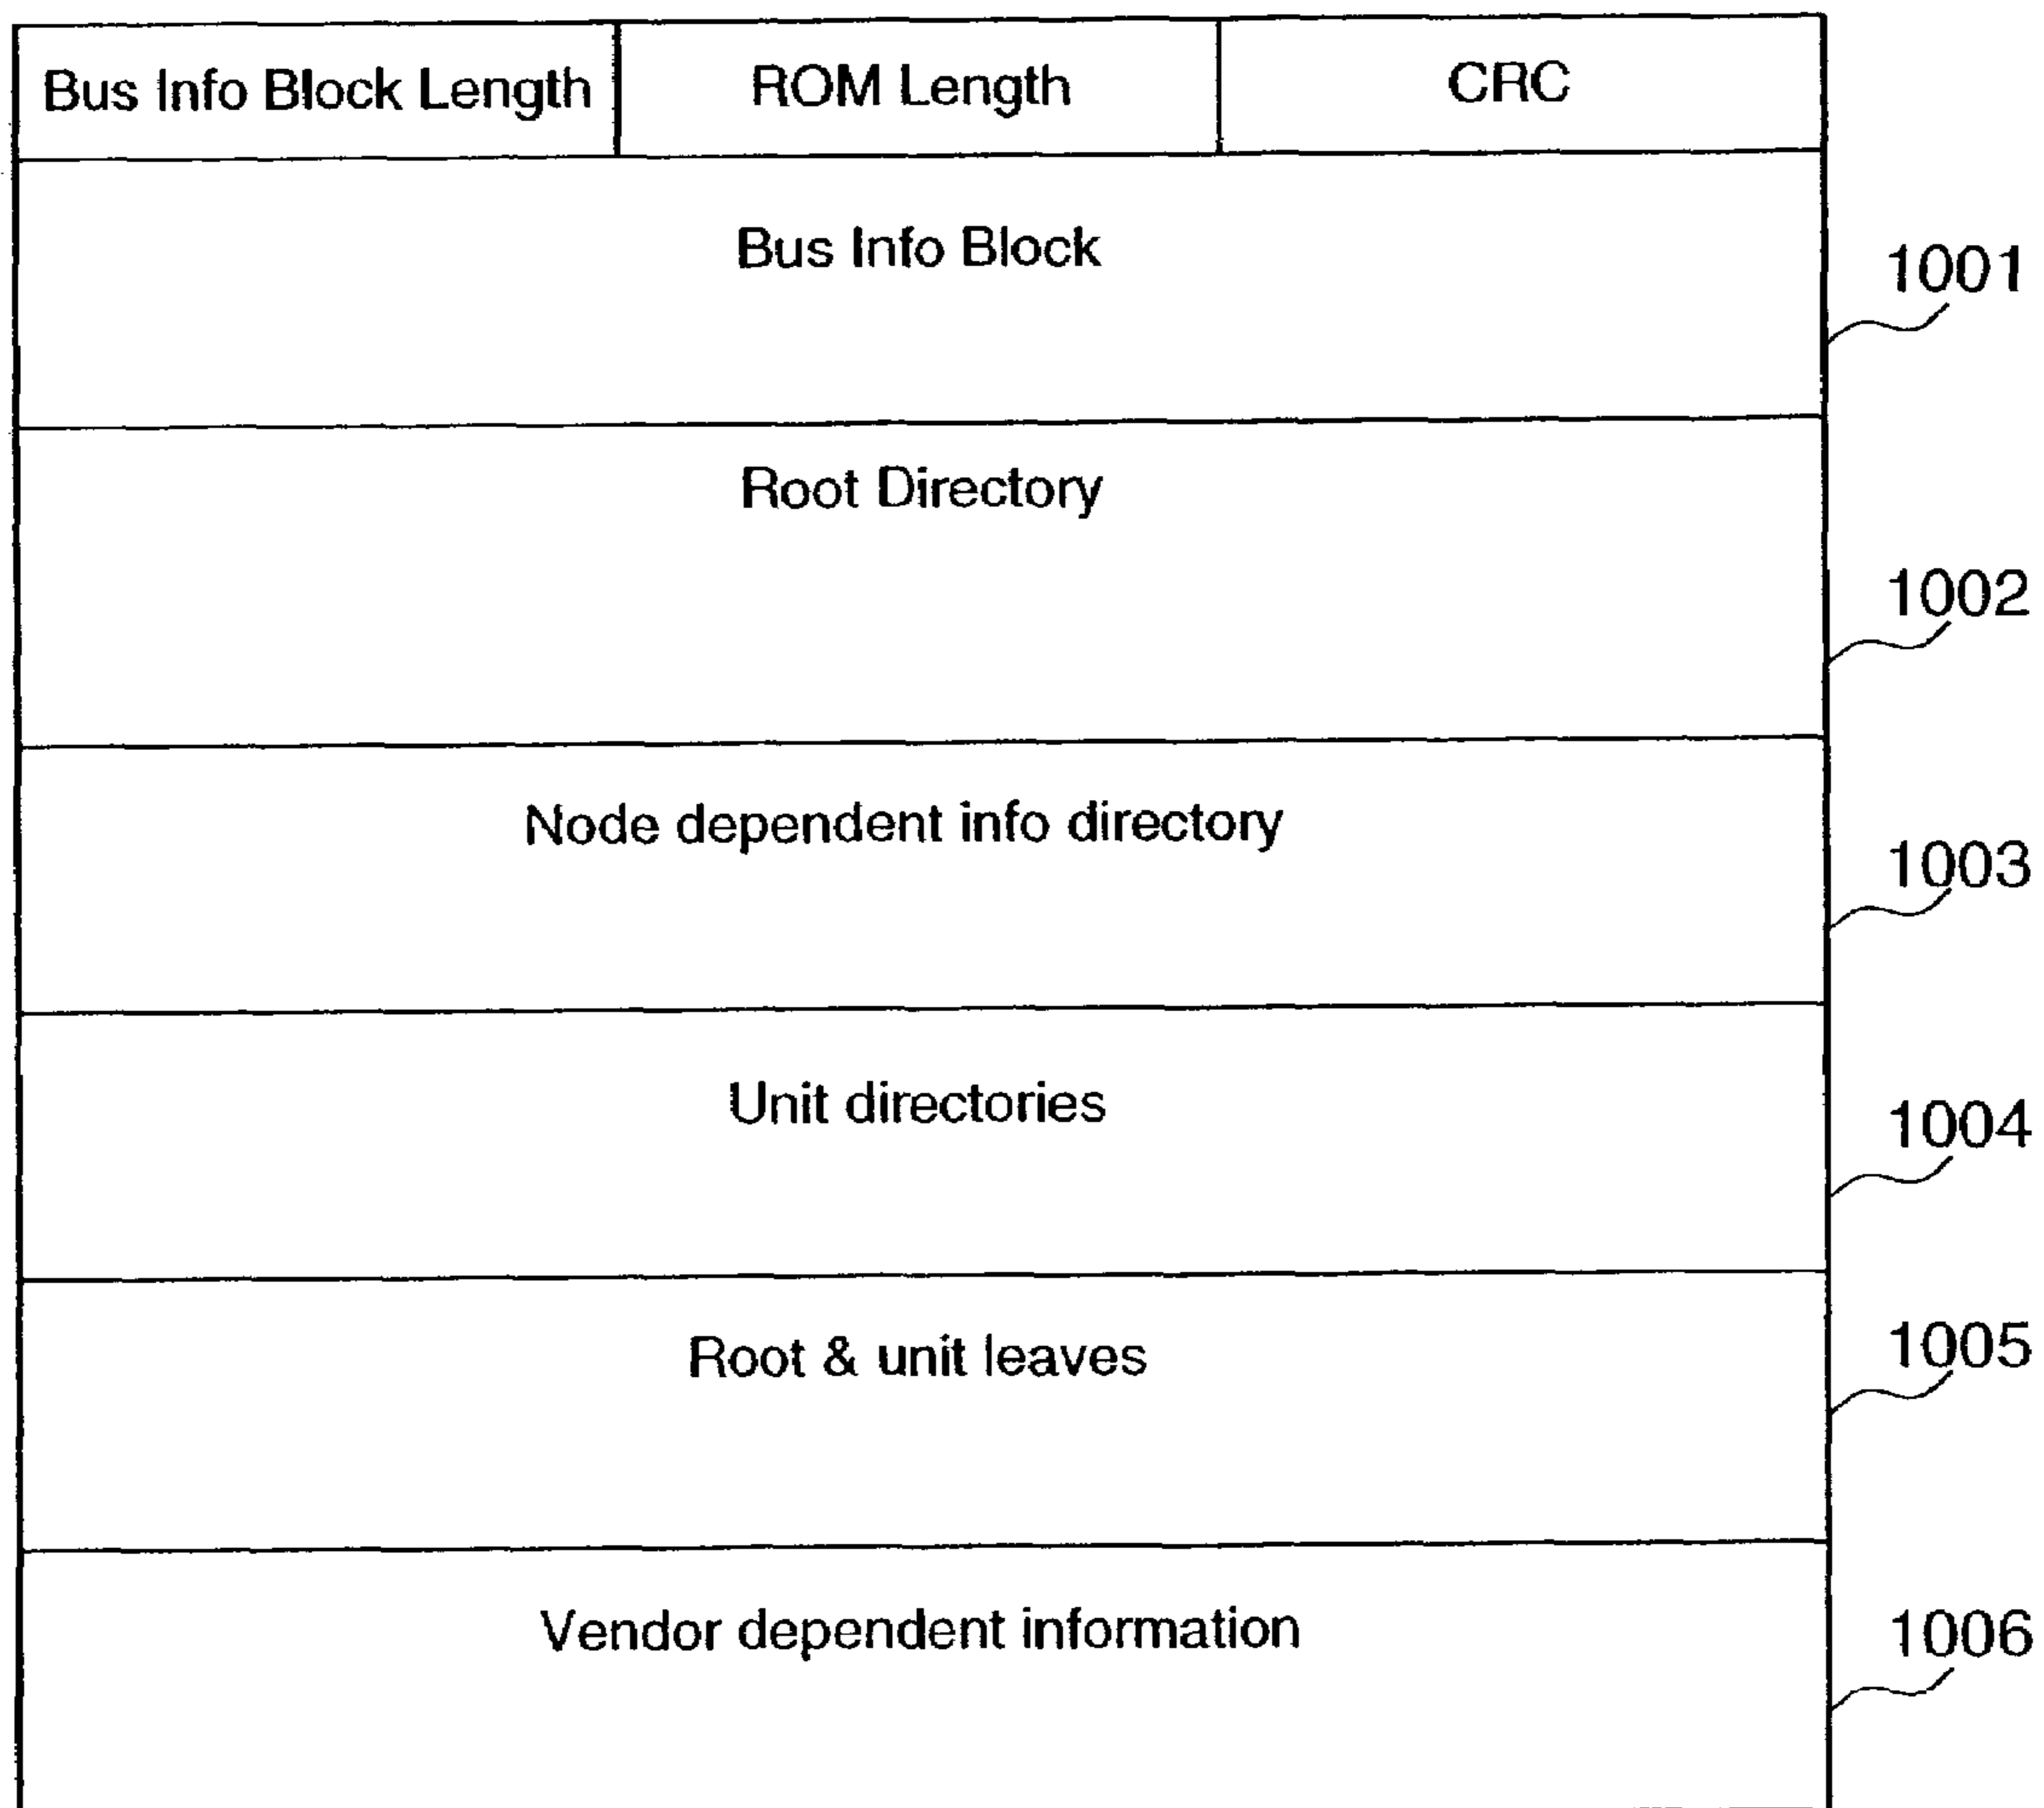 Bus Info Block Length ROM Length CRC
Bus Info Block
1001
Root Directory
1002
Node dependent info directory
1003
Unit directories
1004
Root & unit leaves
1005
Vendor dependent information
1006